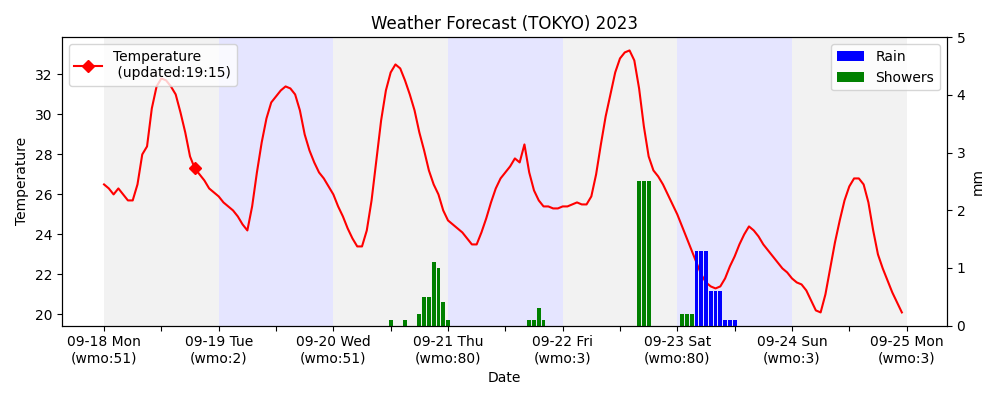 Weather Forecast (TOKYO) 2023
Temperature
(updated:19:15)
Rain
Showers
Temperature
32
30
28
26
24
22
20
5
4
3
2
1
0
mm
09-18 Mon
(wmo:51)
09-19 Tue
(wmo:2)
09-20 Wed
(wmo:51)
09-21 Thu
(wmo:80)
09-22 Fri
(wmo:3)
09-23 Sat
(wmo:80)
09-24 Sun
(wmo:3)
09-25 Mon
(wmo:3)
Date